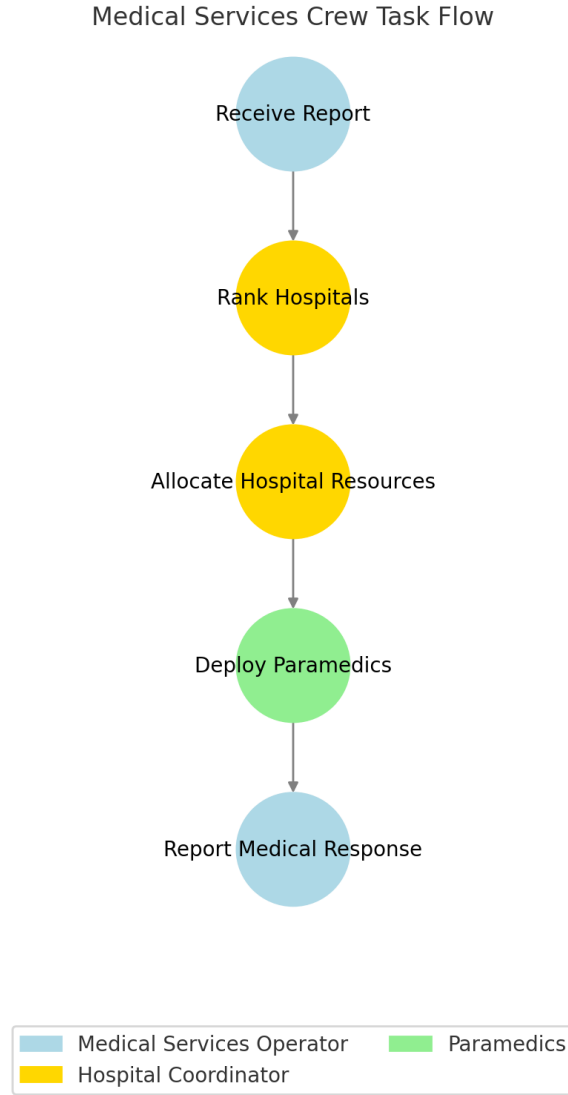 Medical Services Crew Task Flow
Receive Report
Rank Hospitals
Allocate Hospital Resources
Deploy Paramedics
Report Medical Response
Medical Services Operator
Hospital Coordinator
Paramedics